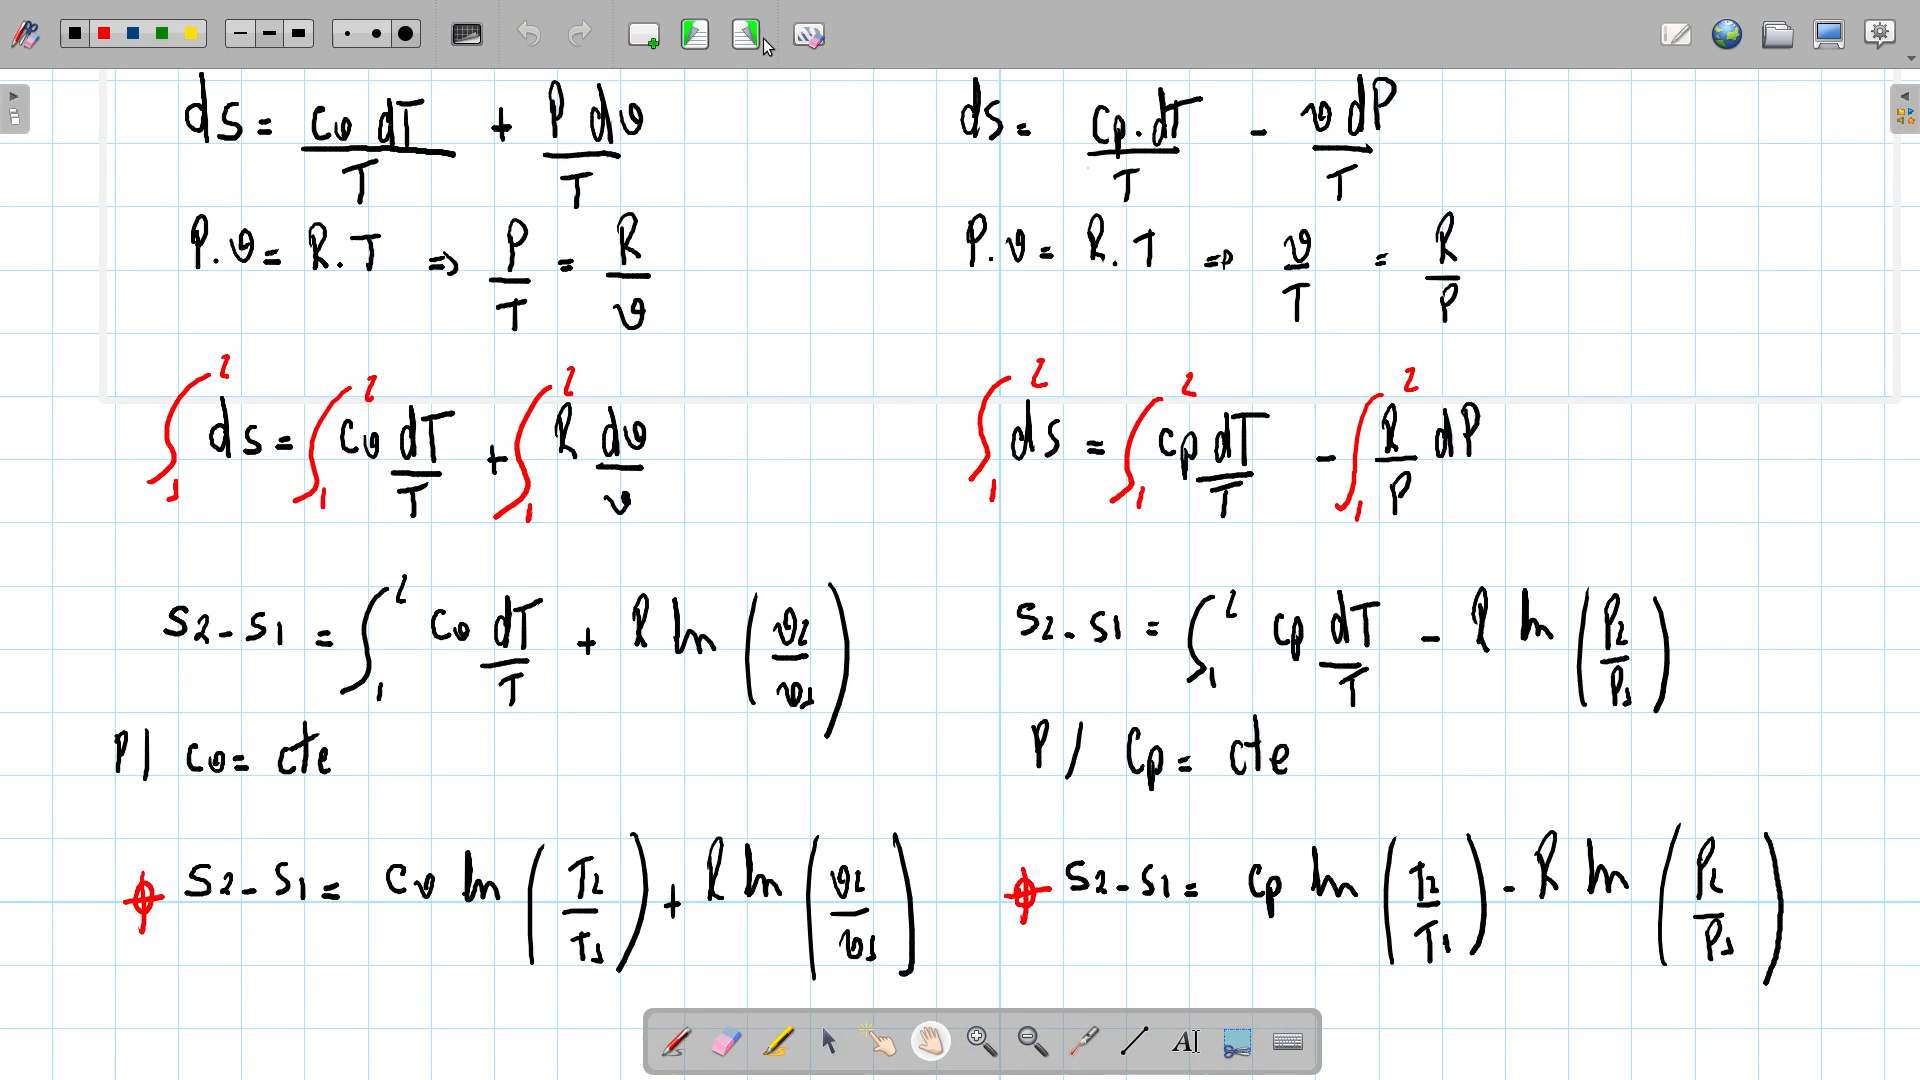 ds = cv dT / T + P dv / T
P.v = R.T => P/T = R/v
∫₁² ds = ∫₁² cv dT/T + ∫₁² R dv/v
s2 - s1 = ∫₁² cv dT/T + R ln (v2/v1)
P/ cv = cte
s2 - s1 = cv ln (T2/T1) + R ln (v2/v1)
ds = cp.dT / T - v dP / T
P.v = R.T => v/T = R/P
∫₁² ds = ∫₁² cp dT/T - ∫₁² R/P dP
s2 - s1 = ∫₁² cp dT/T - R ln (P2/P1)
P/ cp = cte
s2 - s1 = cp ln (T2/T1) - R ln (P2/P1)